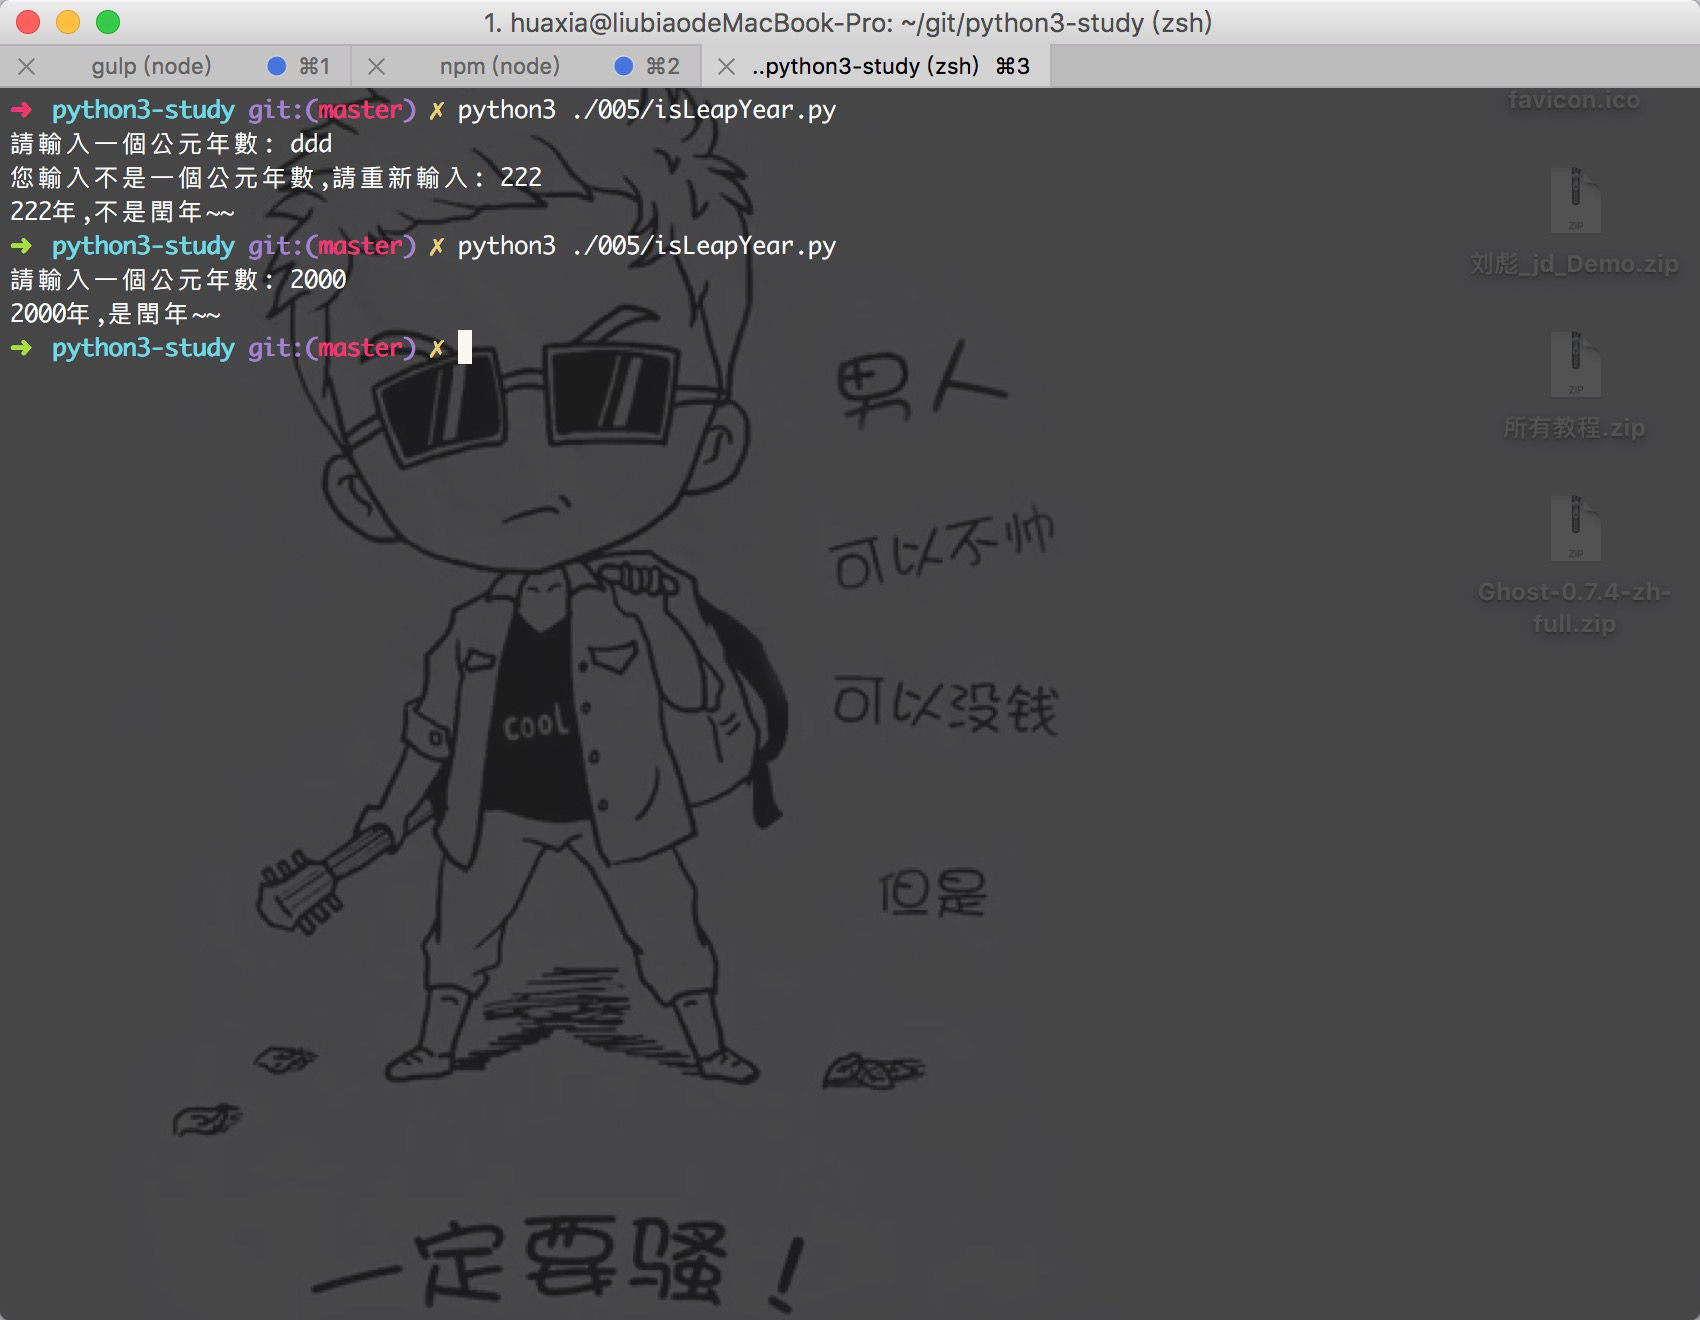 1. huaxia@liubiaodeMacBook-Pro: ~/git/python3-study (zsh)
gulp (node) ⌘1 npm (node) ⌘2 ..python3-study (zsh) ⌘3
➜ python3-study git:(master) ✗ python3 ./005/isLeapYear.py
請輸入一個公元年數: ddd
您輸入不是一個公元年數,請重新輸入: 222
222年,不是閏年~~
➜ python3-study git:(master) ✗ python3 ./005/isLeapYear.py
請輸入一個公元年數: 2000
2000年,是閏年~~
➜ python3-study git:(master) ✗
favicon.ico
ZIP
刘彪_jd_Demo.zip
ZIP
所有教程.zip
ZIP
Ghost-0.7.4-zh-
full.zip
男人
可以不帅
可以没钱
COOL
但是
一定要骚！